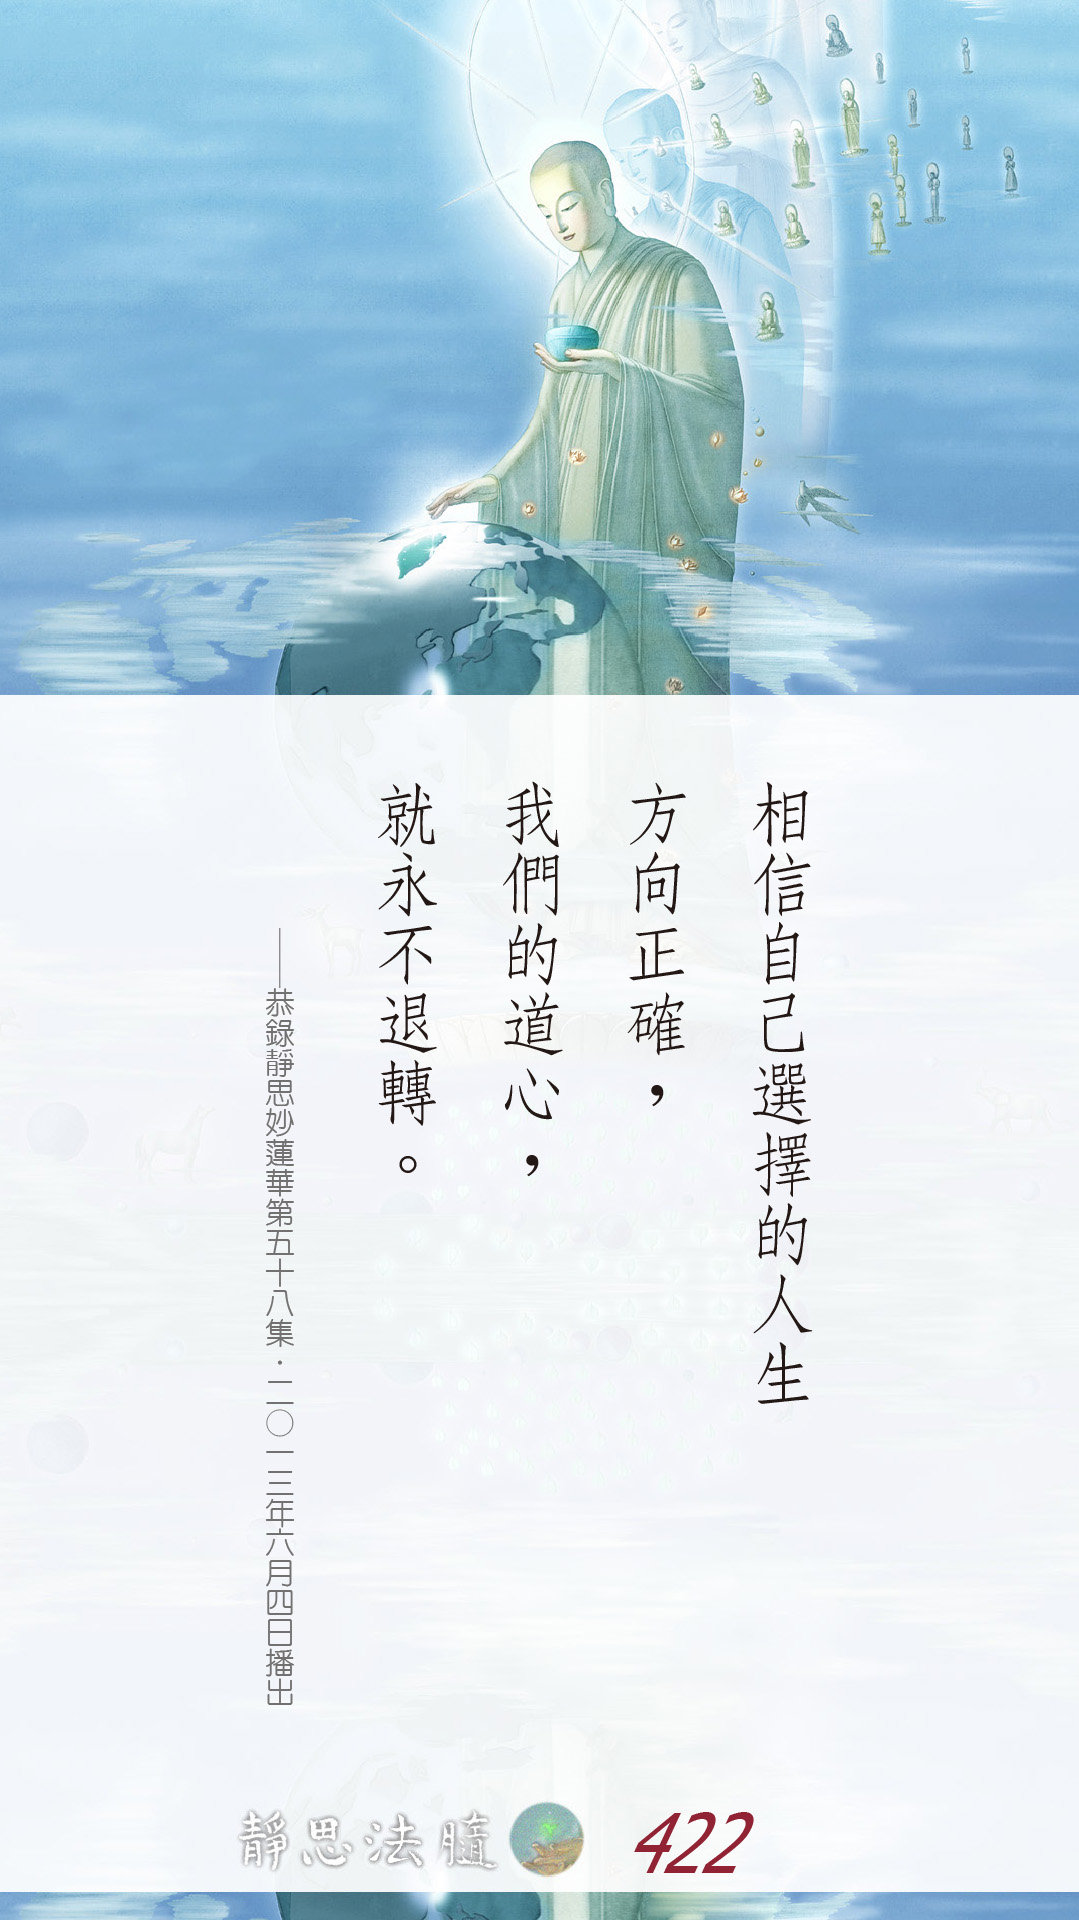 相信自己選擇的人生
方向正確，
我們的道心，
就永不退轉。
——恭錄靜思妙蓮華第五十八集·二〇一三年六月四日播出
靜思法髓
422